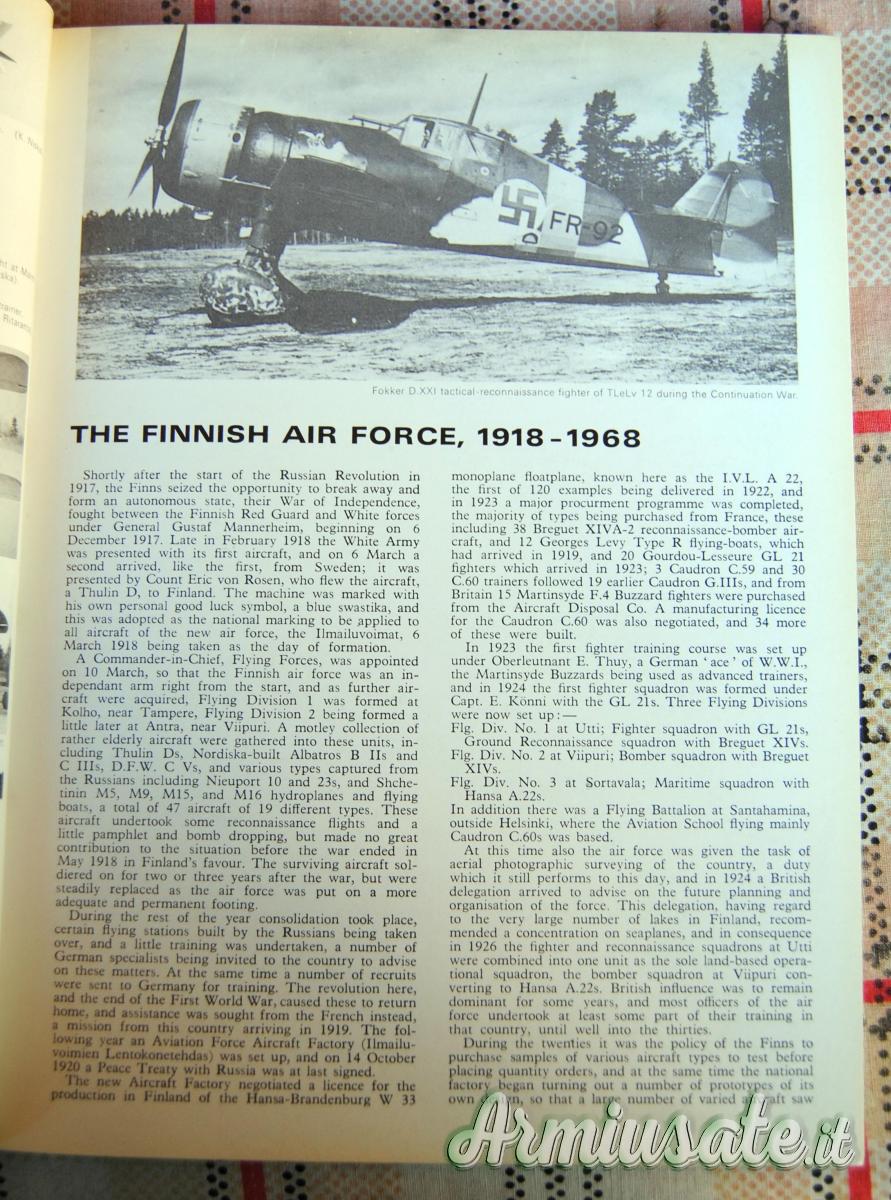 (K. Nisk
ht at Mar
ska).
trainer.
Ritaranta
FR-92
Fokker D.XXI tactical-reconnaissance fighter of TLeLv 12 during the Continuation War.
THE FINNISH AIR FORCE, 1918-1968
Shortly after the start of the Russian Revolution in
1917, the Finns seized the opportunity to break away and
form an autonomous state, their War of Independence,
fought between the Finnish Red Guard and White forces
under General Gustaf Mannerheim, beginning on 6
December 1917. Late in February 1918 the White Army
was presented with its first aircraft, and on 6 March a
second arrived, like the first, from Sweden; it was
presented by Count Eric von Rosen, who flew the aircraft,
a Thulin D, to Finland. The machine was marked with
his own personal good luck symbol, a blue swastika, and
this was adopted as the national marking to be applied to
all aircraft of the new air force, the Ilmailuvoimat, 6
March 1918 being taken as the day of formation.
A Commander-in-Chief, Flying Forces, was appointed
on 10 March, so that the Finnish air force was an in-
dependant arm right from the start, and as further air-
craft were acquired, Flying Division 1 was formed at
Kolho, near Tampere, Flying Division 2 being formed a
little later at Antra, near Viipuri. A motley collection of
rather elderly aircraft were gathered into these units, in-
cluding Thulin Ds, Nordiska-built Albatros B IIs and
C IIIs, D.F.W. C Vs, and various types captured from
the Russians including Nieuport 10 and 23s, and Shche-
tinin M5, M9, M15, and M16 hydroplanes and flying
boats, a total of 47 aircraft of 19 different types. These
aircraft undertook some reconnaissance flights and a
little pamphlet and bomb dropping, but made no great
contribution to the situation before the war ended in
May 1918 in Finland's favour. The surviving aircraft sol-
diered on for two or three years after the war, but were
steadily replaced as the air force was put on a more
adequate and permanent footing.
During the rest of the year consolidation took place,
certain flying stations built by the Russians being taken
over, and a little training was undertaken, a number of
German specialists being invited to the country to advise
on these matters. At the same time a number of recruits
were sent to Germany for training. The revolution here,
and the end of the First World War, caused these to return
home, and assistance was sought from the French instead,
a mission from this country arriving in 1919. The fol-
lowing year an Aviation Force Aircraft Factory (Ilmailu-
voimien Lentokonetehdas) was set up, and on 14 October
1920 a Peace Treaty with Russia was at last signed.
The new Aircraft Factory negotiated a licence for the
production in Finland of the Hansa-Brandenburg W 33
monoplane floatplane, known here as the I.V.L. A 22,
the first of 120 examples being delivered in 1922, and
in 1923 a major procurment programme was completed,
the majority of types being purchased from France, these
including 38 Breguet XIVA-2 reconnaissance-bomber air-
craft, and 12 Georges Levy Type R flying-boats, which
had arrived in 1919, and 20 Gourdou-Lesseure GL 21
fighters which arrived in 1923; 3 Caudron C.59 and 30
C.60 trainers followed 19 earlier Caudron G.IIIs, and from
Britain 15 Martinsyde F.4 Buzzard fighters were purchased
from the Aircraft Disposal Co. A manufacturing licence
for the Caudron C.60 was also negotiated, and 34 more
of these were built.
In 1923 the first fighter training course was set up
under Oberleutnant E. Thuy, a German 'ace' of W.W.I.,
the Martinsyde Buzzards being used as advanced trainers,
and in 1924 the first fighter squadron was formed under
Capt. E. Könni with the GL 21s. Three Flying Divisions
were now set up:—
Flg. Div. No. 1 at Utti; Fighter squadron with GL 21s,
Ground Reconnaissance squadron with Breguet XIVs.
Flg. Div. No. 2 at Viipuri; Bomber squadron with Breguet
XIVs.
Flg. Div. No. 3 at Sortavala; Maritime squadron with
Hansa A.22s.
In addition there was a Flying Battalion at Santahamina,
outside Helsinki, where the Aviation School flying mainly
Caudron C.60s was based.
At this time also the air force was given the task of
aerial photographic surveying of the country, a duty
which it still performs to this day, and in 1924 a British
delegation arrived to advise on the future planning and
organisation of the force. This delegation, having regard
to the very large number of lakes in Finland, recom-
mended a concentration on seaplanes, and in consequence
in 1926 the fighter and reconnaissance squadrons at Utti
were combined into one unit as the sole land-based opera-
tional squadron, the bomber squadron at Viipuri con-
verting to Hansa A.22s. British influence was to remain
dominant for some years, and most officers of the air
force undertook at least some part of their training in
that country, until well into the thirties.
During the twenties it was the policy of the Finns to
purchase samples of various aircraft types to test before
placing quantity orders, and at the same time the national
factory began turning out a number of prototypes of its
own design, so that a large number of varied aircraft saw
Armiusate.it